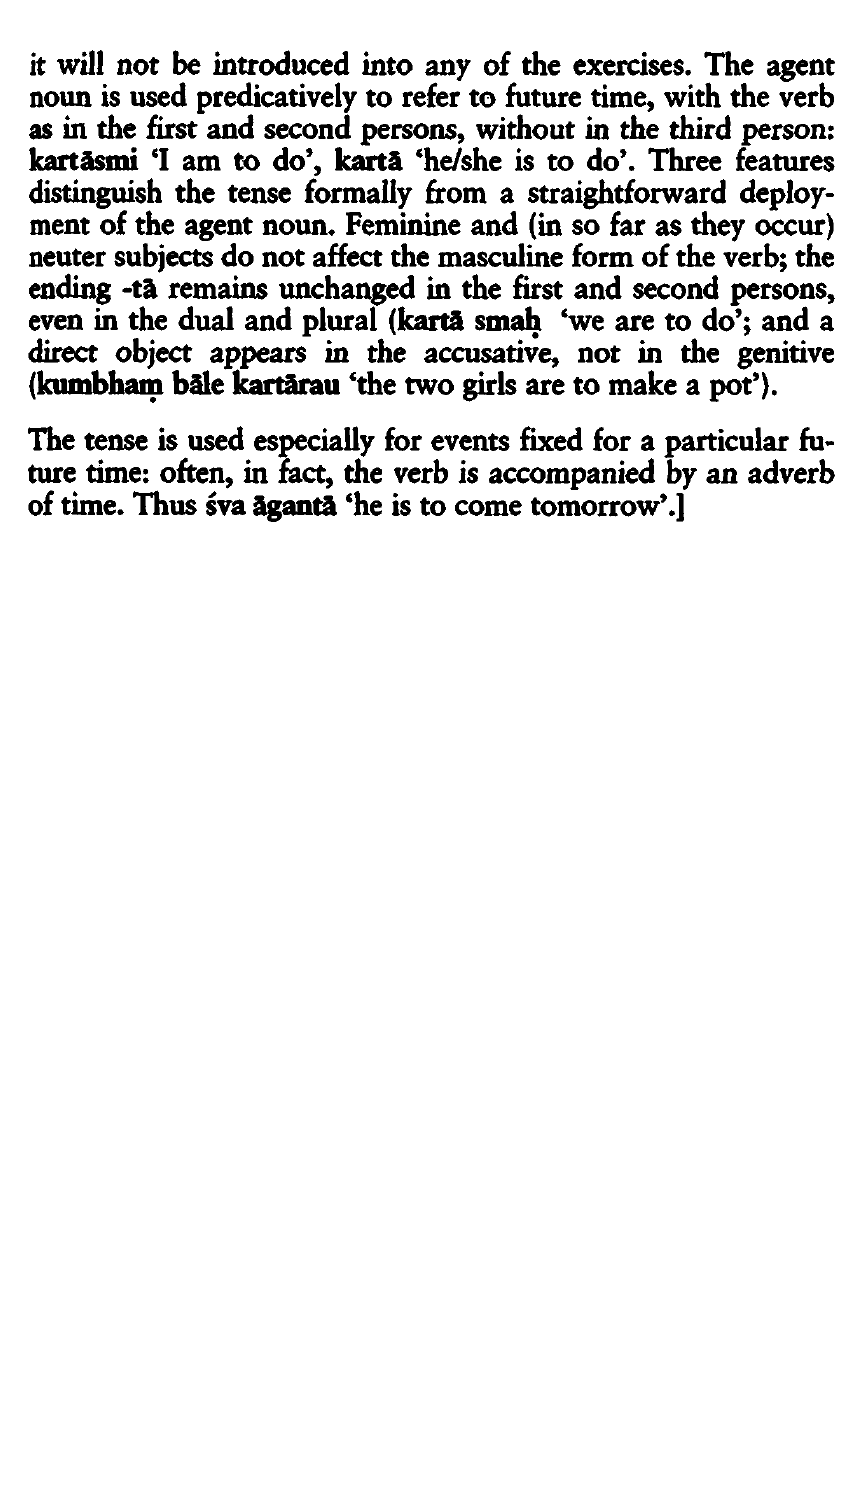 it will not be introduced into any of the exercises. The agent
noun is used predicatively to refer to future time, with the verb
as in the first and second persons, without in the third person:
kartāsmi ‘I am to do’, kartā ‘he/she is to do’. Three features
distinguish the tense formally from a straightforward deploy-
ment of the agent noun. Feminine and (in so far as they occur)
neuter subjects do not affect the masculine form of the verb; the
ending -tā remains unchanged in the first and second persons,
even in the dual and plural (kartā smaḥ ‘we are to do’; and a
direct object appears in the accusative, not in the genitive
(kumbhaṃ bāle kartārau ‘the two girls are to make a pot’).
The tense is used especially for events fixed for a particular fu-
ture time: often, in fact, the verb is accompanied by an adverb
of time. Thus śva āgantā ‘he is to come tomorrow’.]